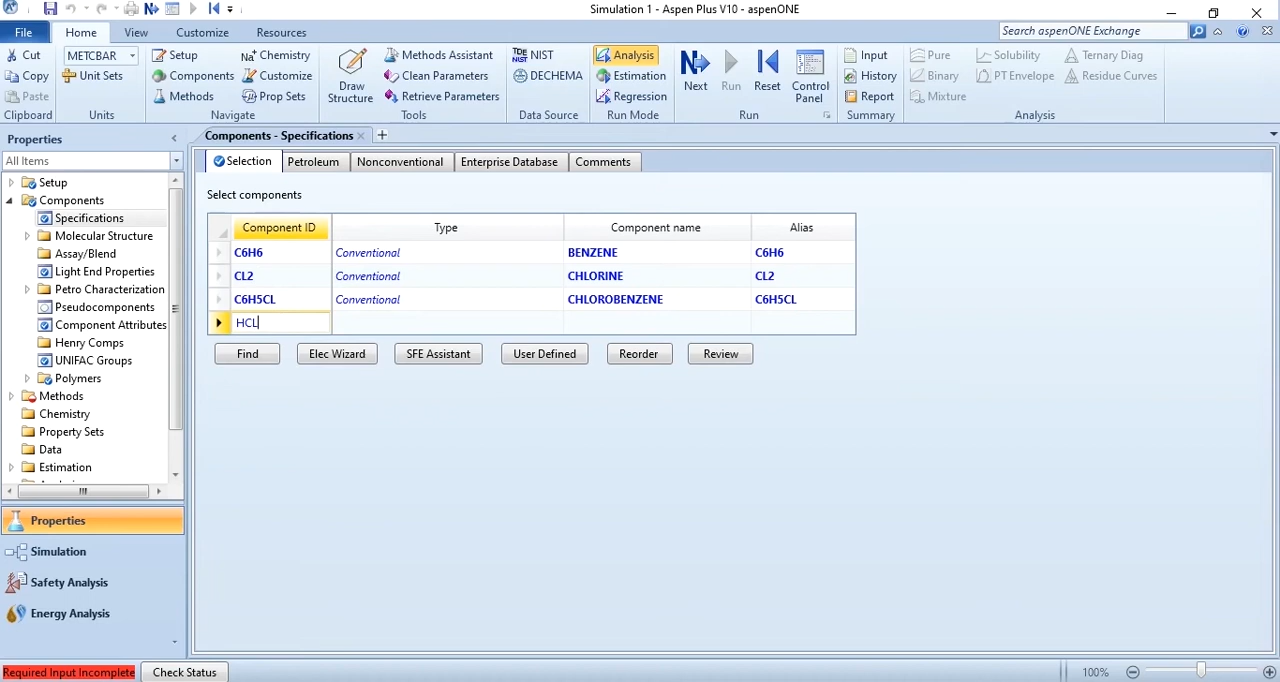 Simulation 1 - Aspen Plus V10 - aspenONE
File Home View Customize Resources Search aspenONE Exchange
Cut METCBAR Setup Chemistry Methods Assistant NIST Analysis Input Pure Solubility Ternary Diag
Copy Unit Sets Components Customize Draw Structure Clean Parameters DECHEMA Estimation Next Run Reset Control Panel History Binary PT Envelope Residue Curves
Paste Methods Prop Sets Retrieve Parameters Regression Report Mixture
Clipboard Units Navigate Tools Data Source Run Mode Run Summary Analysis
Properties
Components - Specifications
All Items
Selection Petroleum Nonconventional Enterprise Database Comments
Setup
Components
Specifications
Molecular Structure
Assay/Blend
Light End Properties
Petro Characterization
Pseudocomponents
Component Attributes
Henry Comps
UNIFAC Groups
Polymers
Methods
Chemistry
Property Sets
Data
Estimation
Select components
Component ID Type Component name Alias
C6H6 Conventional BENZENE C6H6
CL2 Conventional CHLORINE CL2
C6H5CL Conventional CHLOROBENZENE C6H5CL
HCL
Find Elec Wizard SFE Assistant User Defined Reorder Review
Properties
Simulation
Safety Analysis
Energy Analysis
Required Input Incomplete Check Status 100%